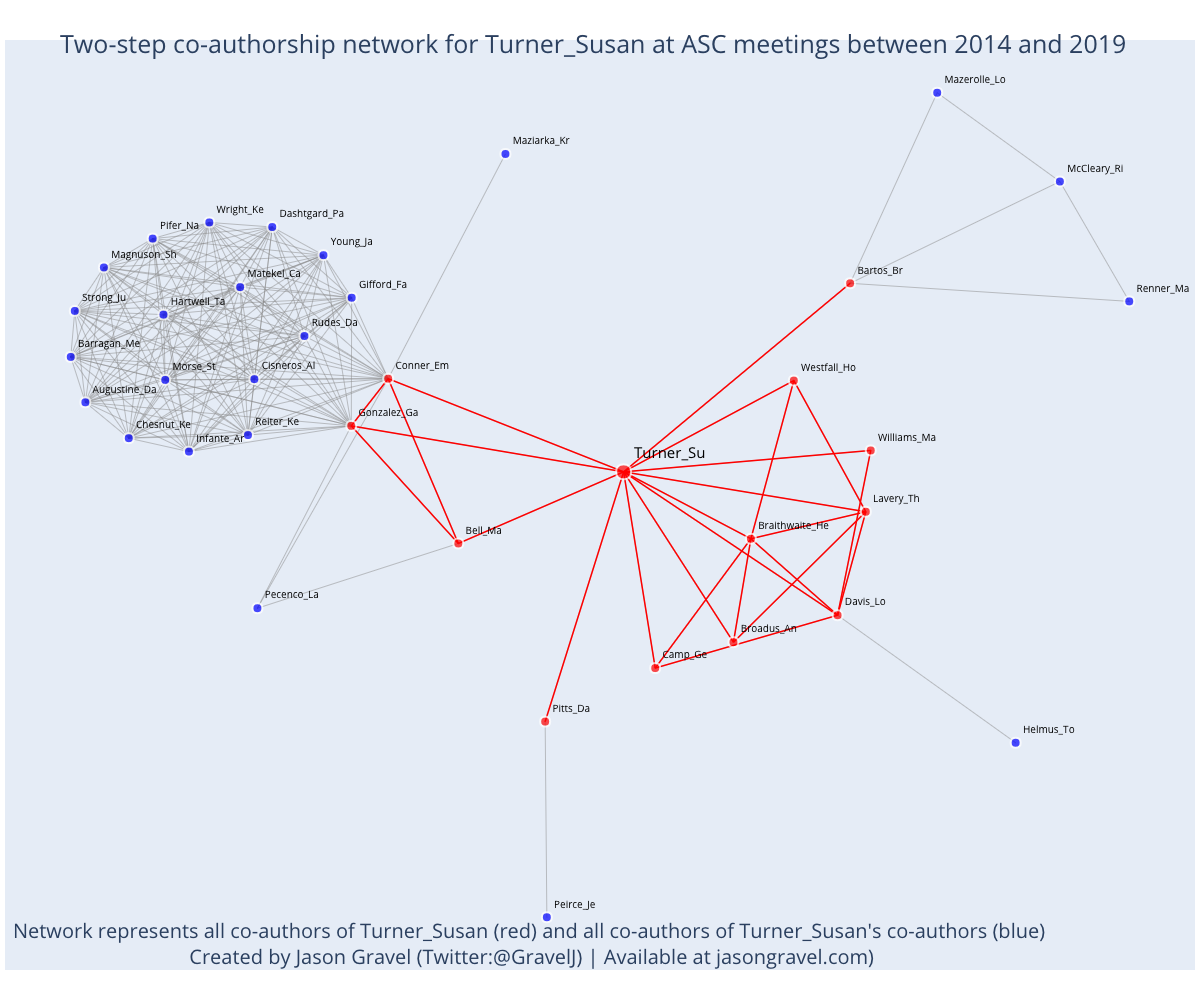 Two-step co-authorship network for Turner_Susan at ASC meetings between 2014 and 2019
Mazerolle_Lo
Maziarka_Kr
McCleary_Ri
Wright_Ke
Dashtgard_Pa
Pifer_Na
Young_Ja
Magnuson_Sh
Bartos_Br
Matekel_Ca
Gifford_Fa
Renner_Ma
Strong_Ju
Hartwell_Ta
Rudes_Da
Barragan_Me
Morse_St
Cisneros_Al
Conner_Em
Westfall_Ho
Augustine_Da
Gonzalez_Ga
Chesnut_Ke
Reiter_Ke
Infante_Ar
Williams_Ma
Turner_Su
Lavery_Th
Braithwaite_He
Bell_Ma
Pecenco_La
Davis_Lo
Broadus_An
Camp_Ge
Pitts_Da
Helmus_To
Peirce_Je
Network represents all co-authors of Turner_Susan (red) and all co-authors of Turner_Susan's co-authors (blue)
Created by Jason Gravel (Twitter:@GravelJ) | Available at jasongravel.com)